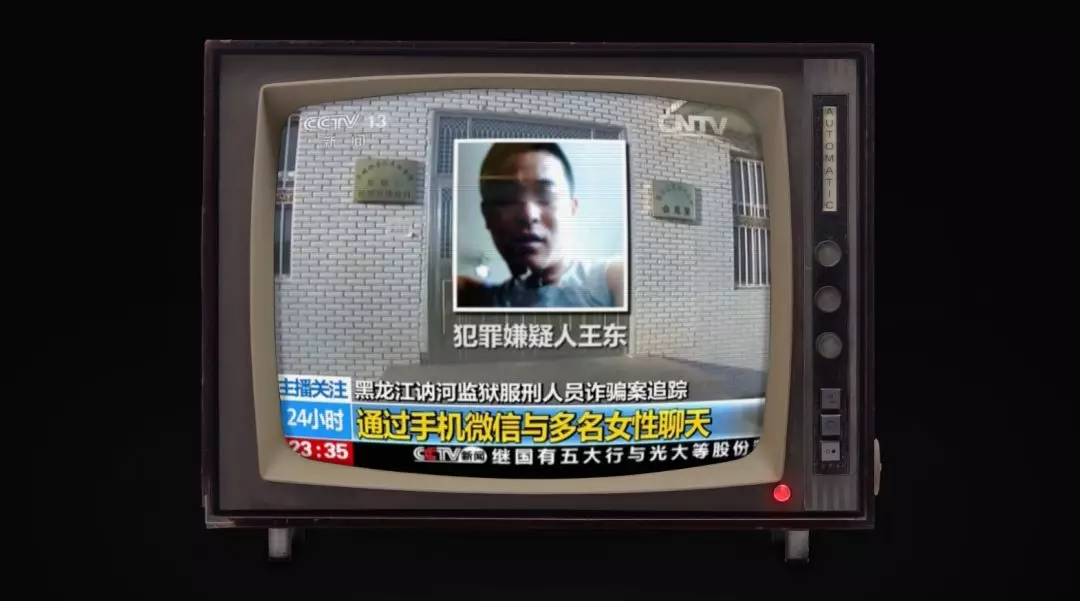 CCTV 13
新闻
CNTV
AUTOMATIC
犯罪嫌疑人王东
主播关注
黑龙江讷河监狱服刑人员诈骗案追踪
24小时
通过手机微信与多名女性聊天
23:35
CCTV新闻
继国有五大行与光大等股份